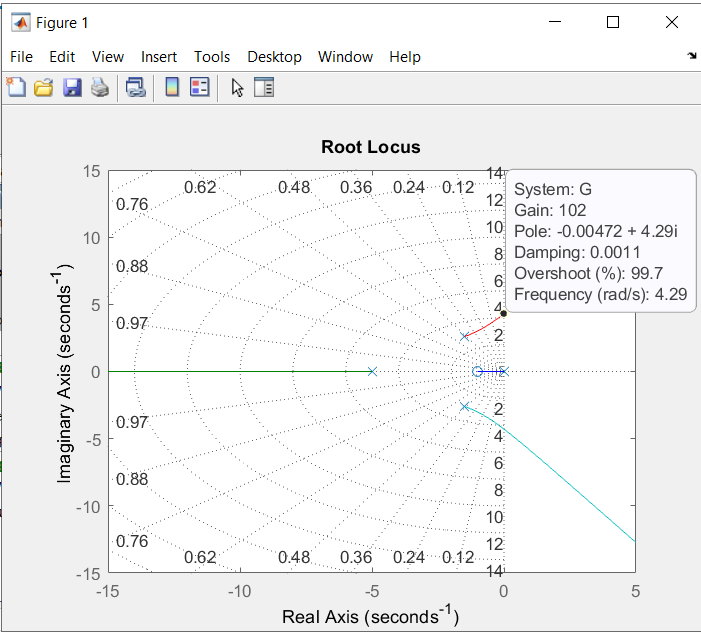 Figure 1
File Edit View Insert Tools Desktop Window Help
Root Locus
System: G
Gain: 102
Pole: -0.00472 + 4.29i
Damping: 0.0011
Overshoot (%): 99.7
Frequency (rad/s): 4.29
15
10
5
0
-5
-10
-15
Imaginary Axis (seconds-1)
0.62 0.48 0.36 0.24 0.12
0.76
0.88
0.97
0.97
0.88
0.76
0.62 0.48 0.36 0.24 0.12
14
12
10
8
6
4
2
2
4
6
8
10
12
14
-15 -10 -5 0 5
Real Axis (seconds-1)